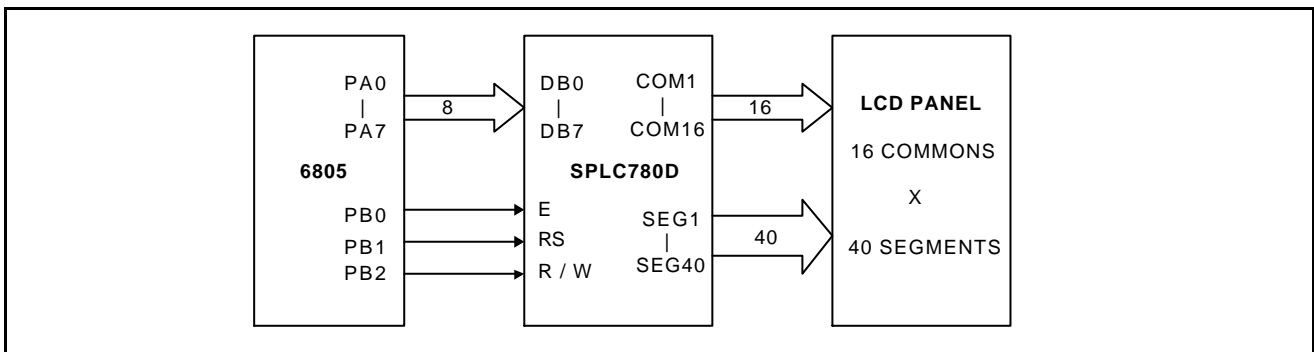 PA0
|
PA7
6805
PB0
PB1
PB2
8
DB0
|
DB7
COM1
|
COM16
SPLC780D
E
RS
R / W
SEG1
|
SEG40
16
40
LCD PANEL
16 COMMONS
X
40 SEGMENTS